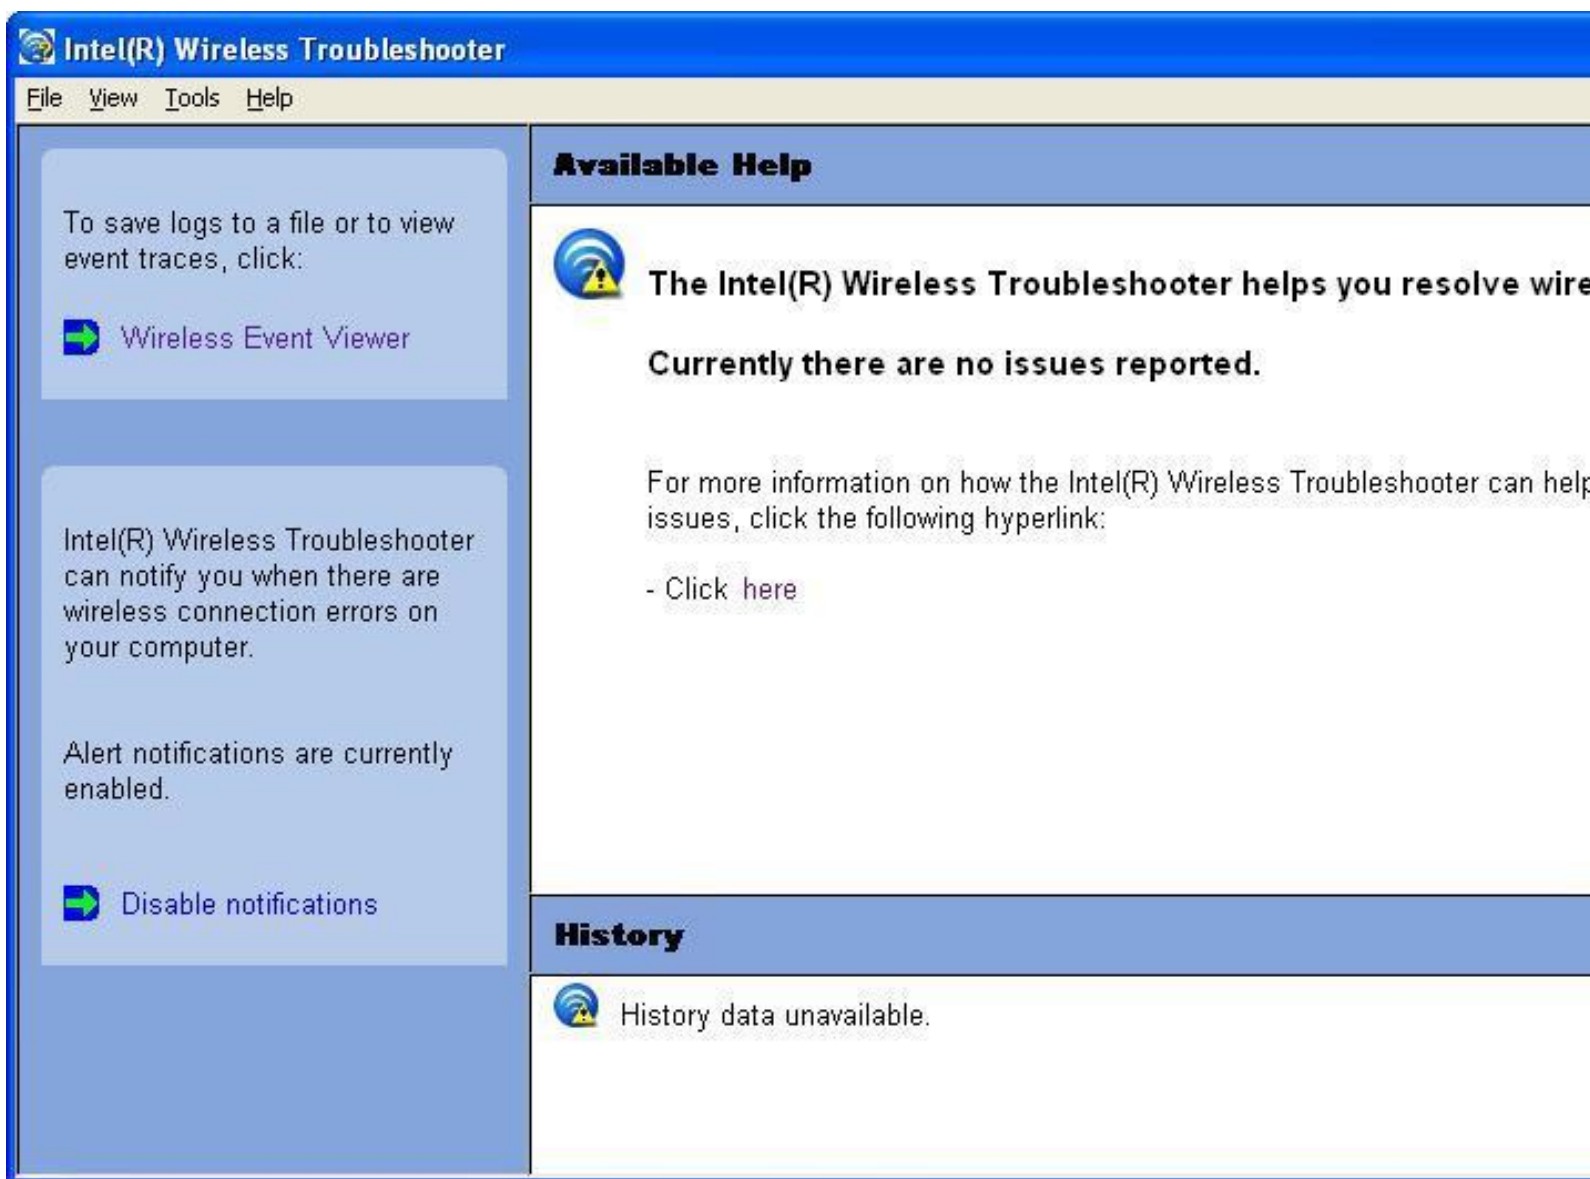 Intel(R) Wireless Troubleshooter
File View Tools Help
To save logs to a file or to view
event traces, click:
Wireless Event Viewer
Intel(R) Wireless Troubleshooter
can notify you when there are
wireless connection errors on
your computer.
Alert notifications are currently
enabled.
Disable notifications
Available Help
The Intel(R) Wireless Troubleshooter helps you resolve wire
Currently there are no issues reported.
For more information on how the Intel(R) Wireless Troubleshooter can help
issues, click the following hyperlink:
- Click here
History
History data unavailable.